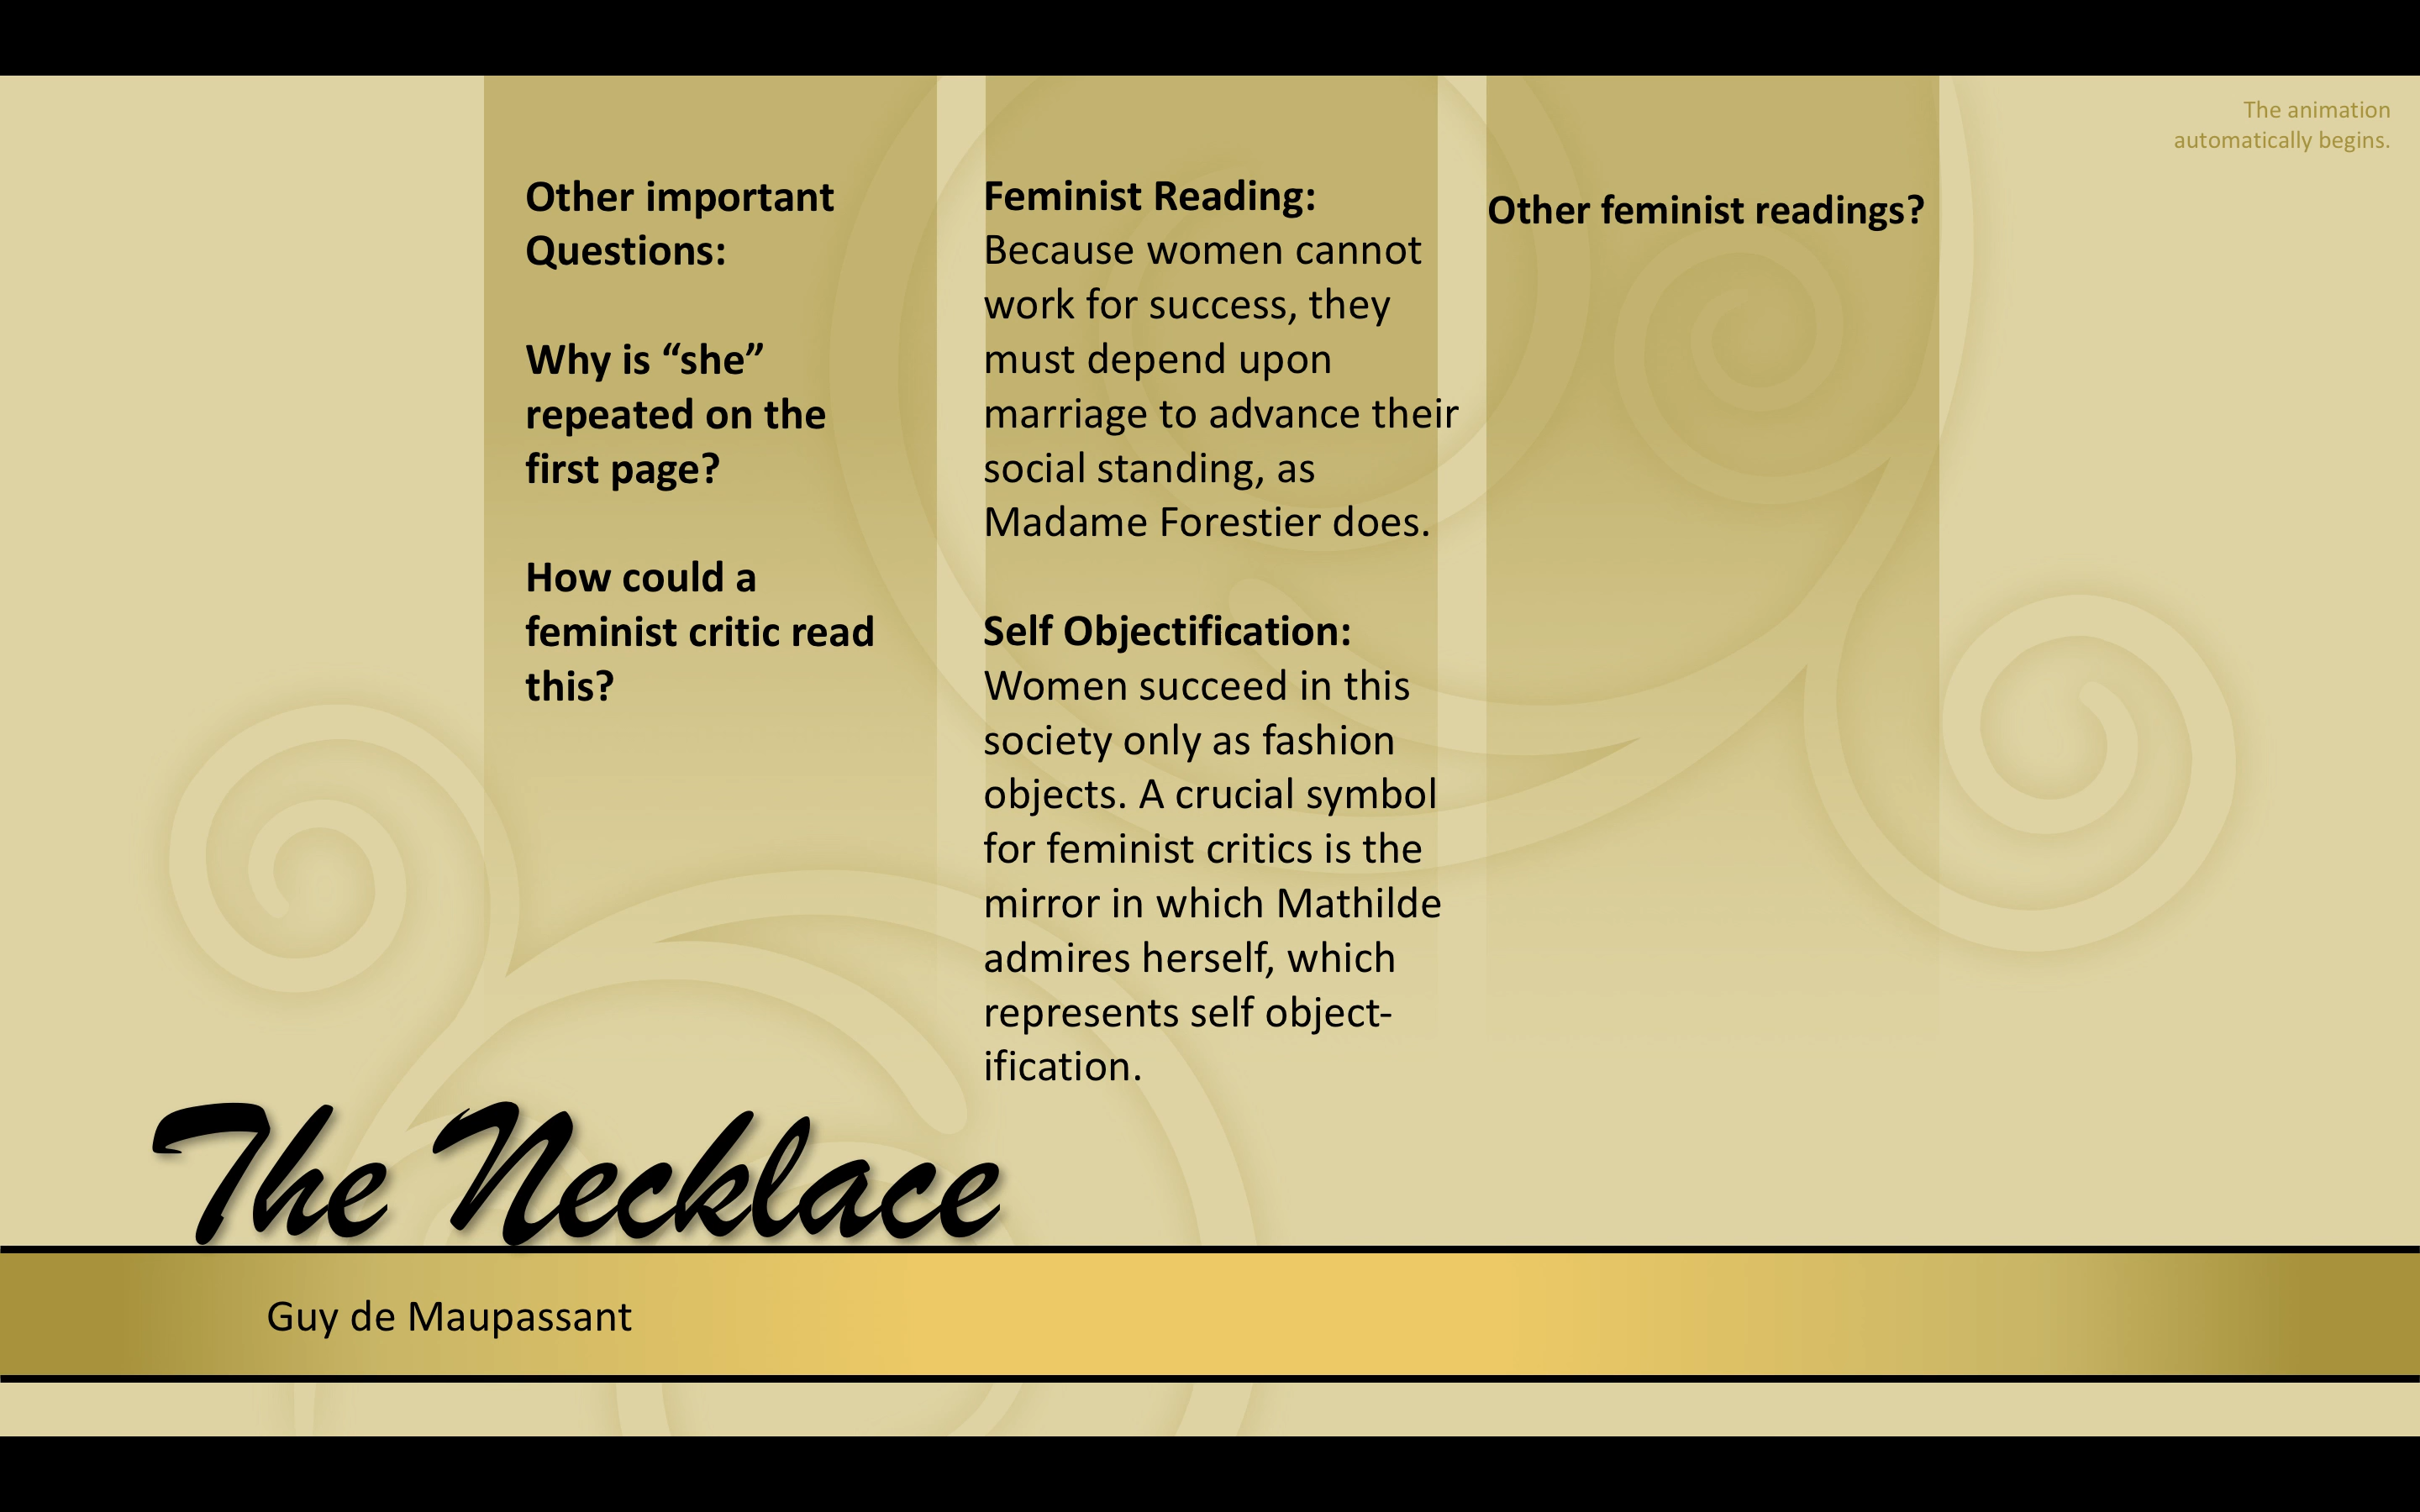 The animation
automatically begins.
Other important
Questions:
Why is “she”
repeated on the
first page?
How could a
feminist critic read
this?
Feminist Reading:
Because women cannot
work for success, they
must depend upon
marriage to advance their
social standing, as
Madame Forestier does.
Self Objectification:
Women succeed in this
society only as fashion
objects. A crucial symbol
for feminist critics is the
mirror in which Mathilde
admires herself, which
represents self object-
ification.
Other feminist readings?
The Necklace
Guy de Maupassant